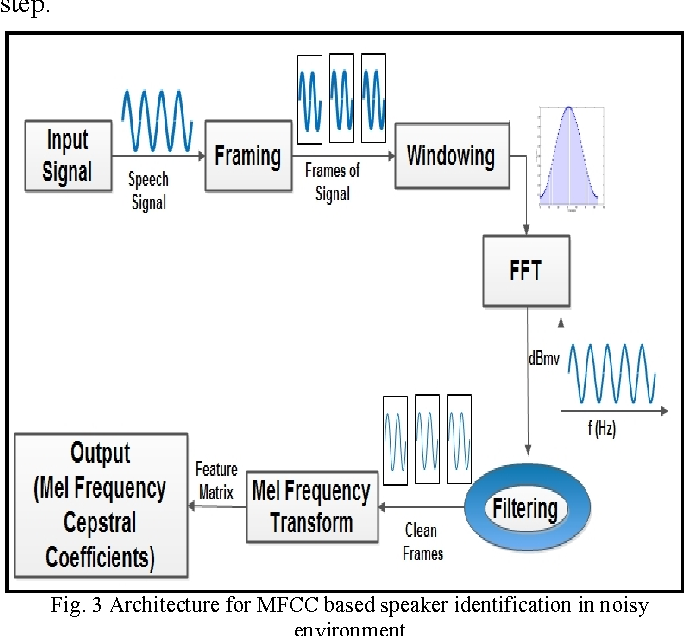 step.
Input
Signal
Speech
Signal
Framing
Frames of
Signal
Windowing
FFT
dBmv
f (Hz)
Filtering
Clean
Frames
Mel Frequency
Transform
Feature
Matrix
Output
(Mel Frequency
Cepstral
Coefficients)
Fig. 3 Architecture for MFCC based speaker identification in noisy
environment